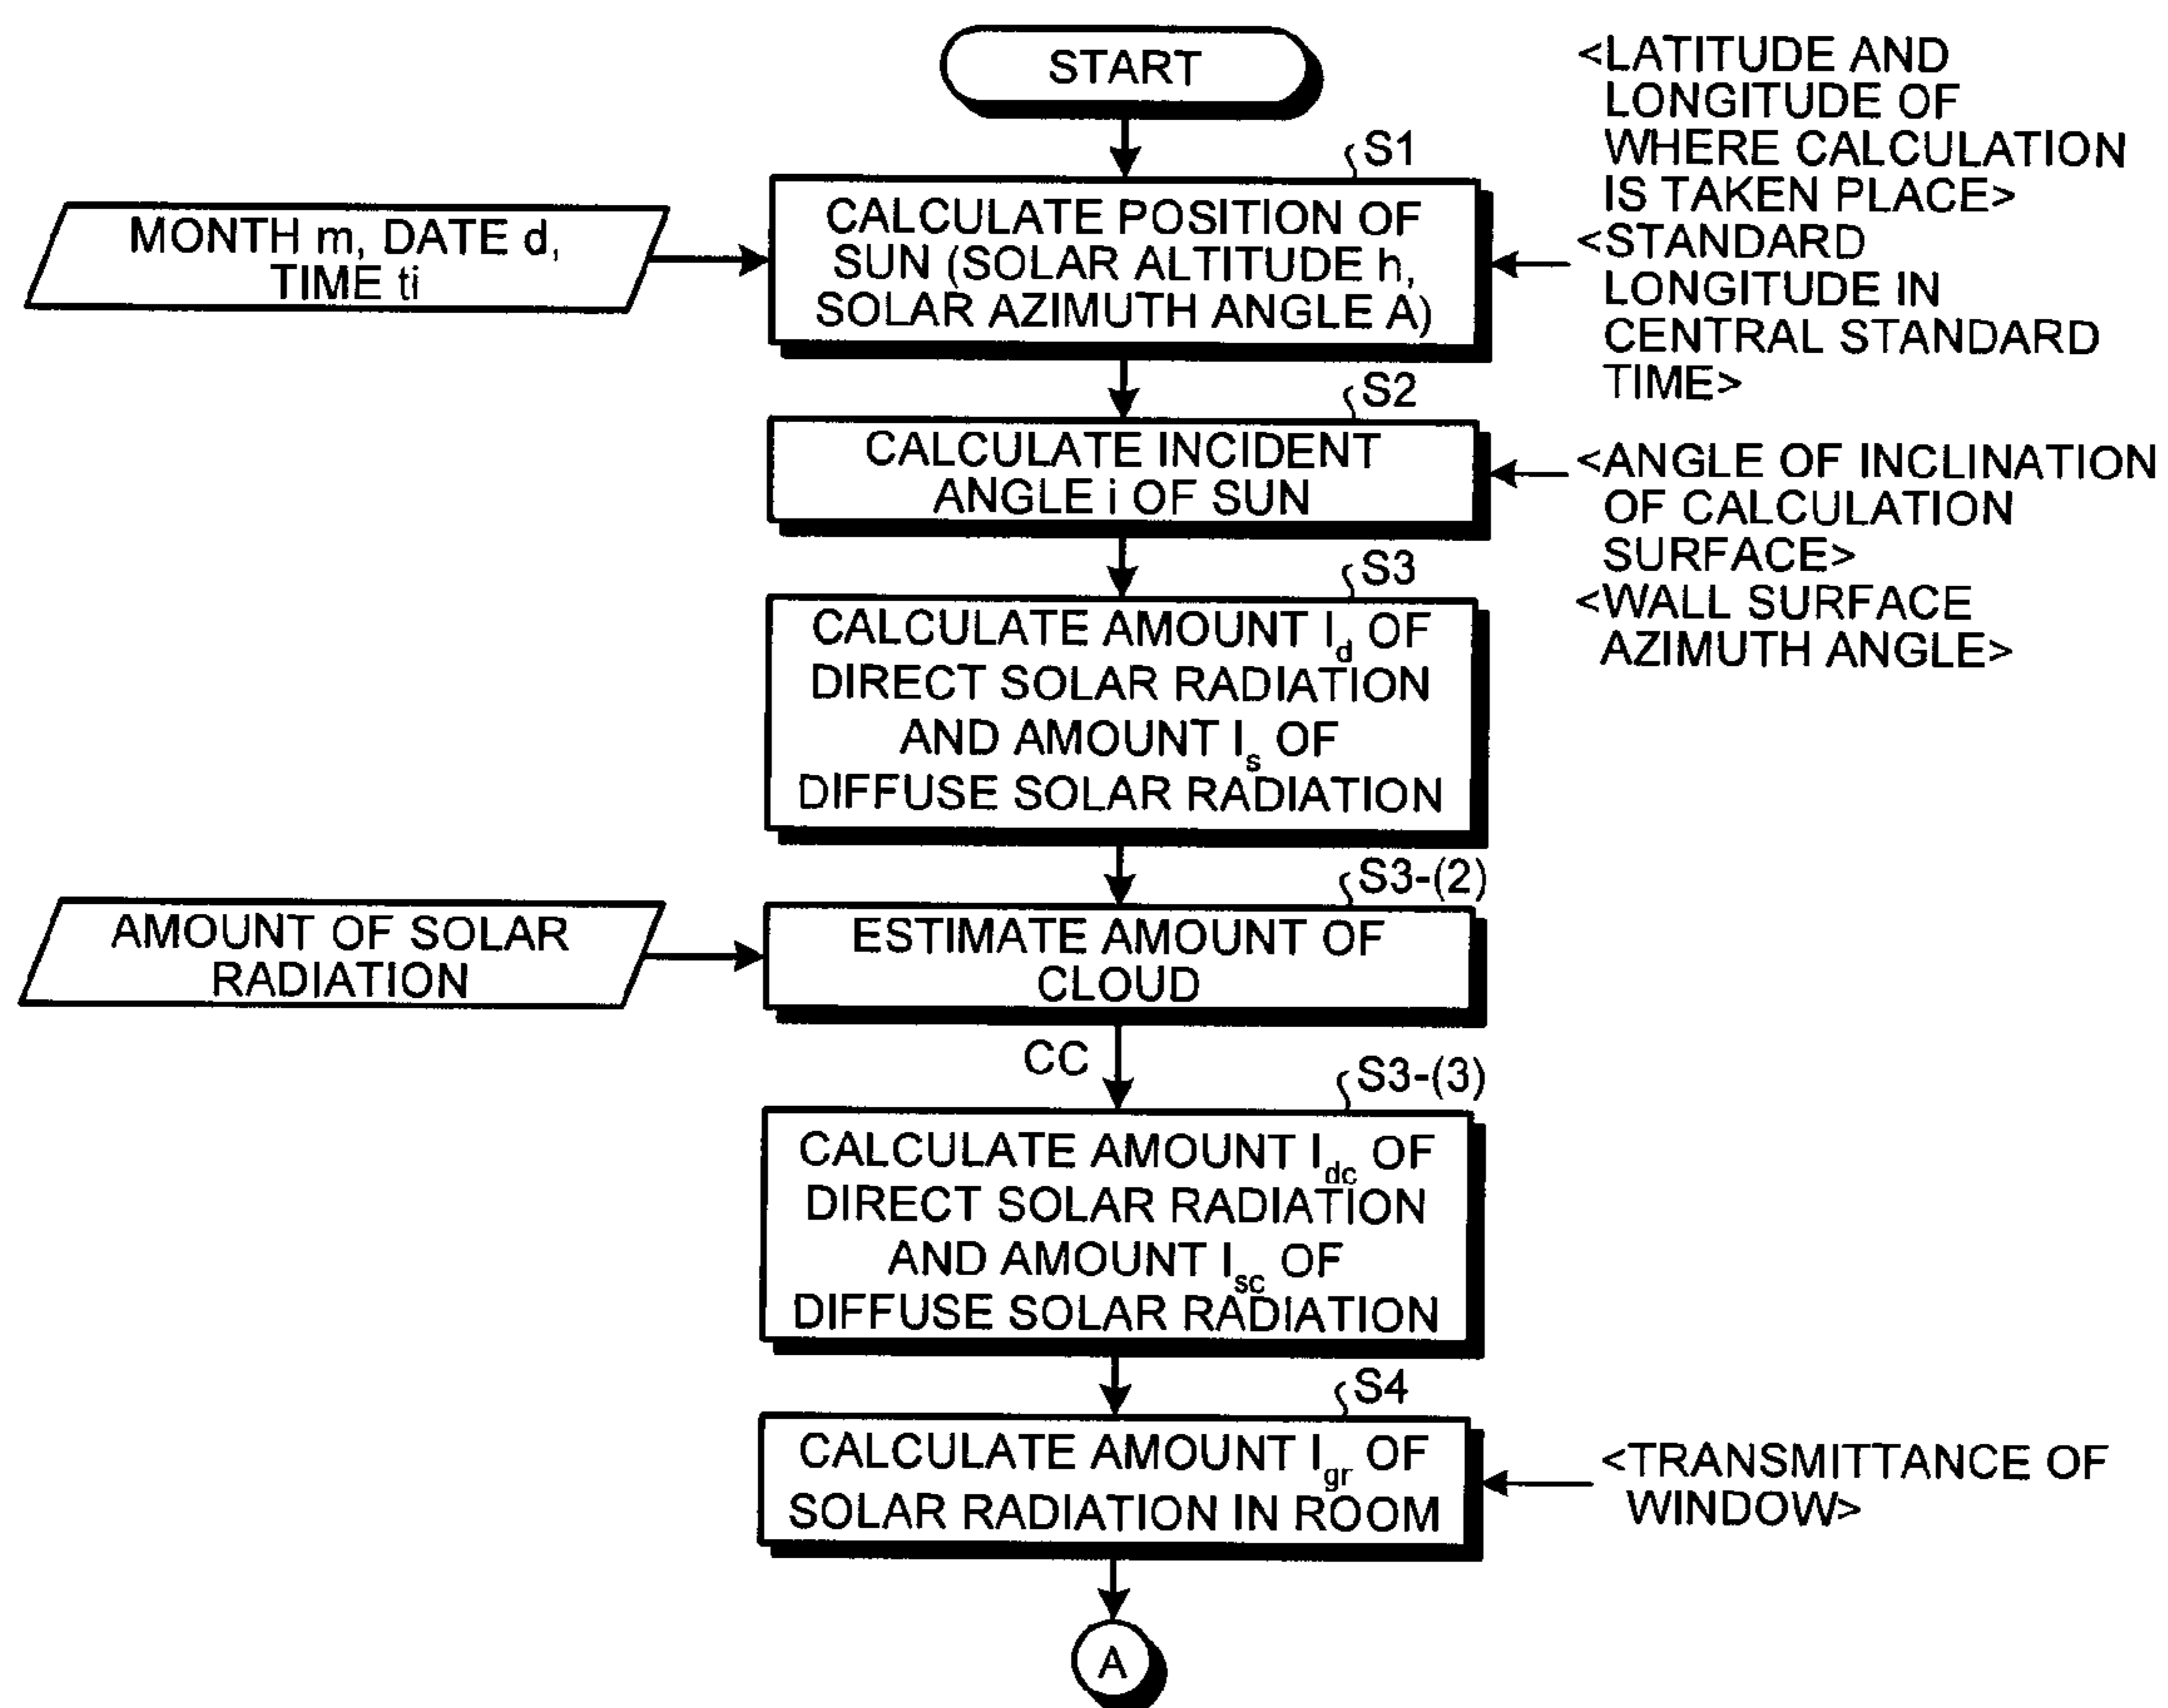 START
<LATITUDE AND
LONGITUDE OF
WHERE CALCULATION
IS TAKEN PLACE>
<STANDARD
LONGITUDE IN
CENTRAL STANDARD
TIME>
S1
MONTH m, DATE d,
TIME ti
CALCULATE POSITION OF
SUN (SOLAR ALTITUDE h,
SOLAR AZIMUTH ANGLE A)
S2
CALCULATE INCIDENT
ANGLE i OF SUN
<ANGLE OF INCLINATION
OF CALCULATION
SURFACE>
<WALL SURFACE
AZIMUTH ANGLE>
S3
CALCULATE AMOUNT I_d OF
DIRECT SOLAR RADIATION
AND AMOUNT I_s OF
DIFFUSE SOLAR RADIATION
S3-(2)
AMOUNT OF SOLAR
RADIATION
ESTIMATE AMOUNT OF
CLOUD
CC
S3-(3)
CALCULATE AMOUNT I_dc OF
DIRECT SOLAR RADIATION
AND AMOUNT I_sc OF
DIFFUSE SOLAR RADIATION
S4
CALCULATE AMOUNT I_gr OF
SOLAR RADIATION IN ROOM
<TRANSMITTANCE OF
WINDOW>
A